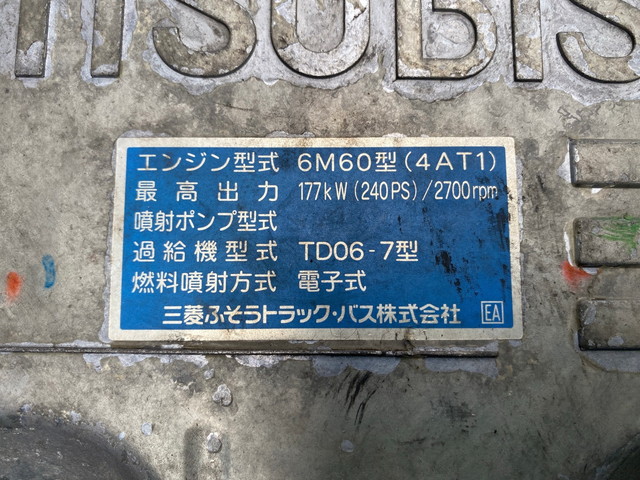 TSUBIS
エンジン型式 6M60型(4AT1)
最高出力 177kW(240PS)/2700rpm
噴射ポンプ型式
過給機型式 TD06-7型
燃料噴射方式 電子式
三菱ふそうトラック・バス株式会社 EA